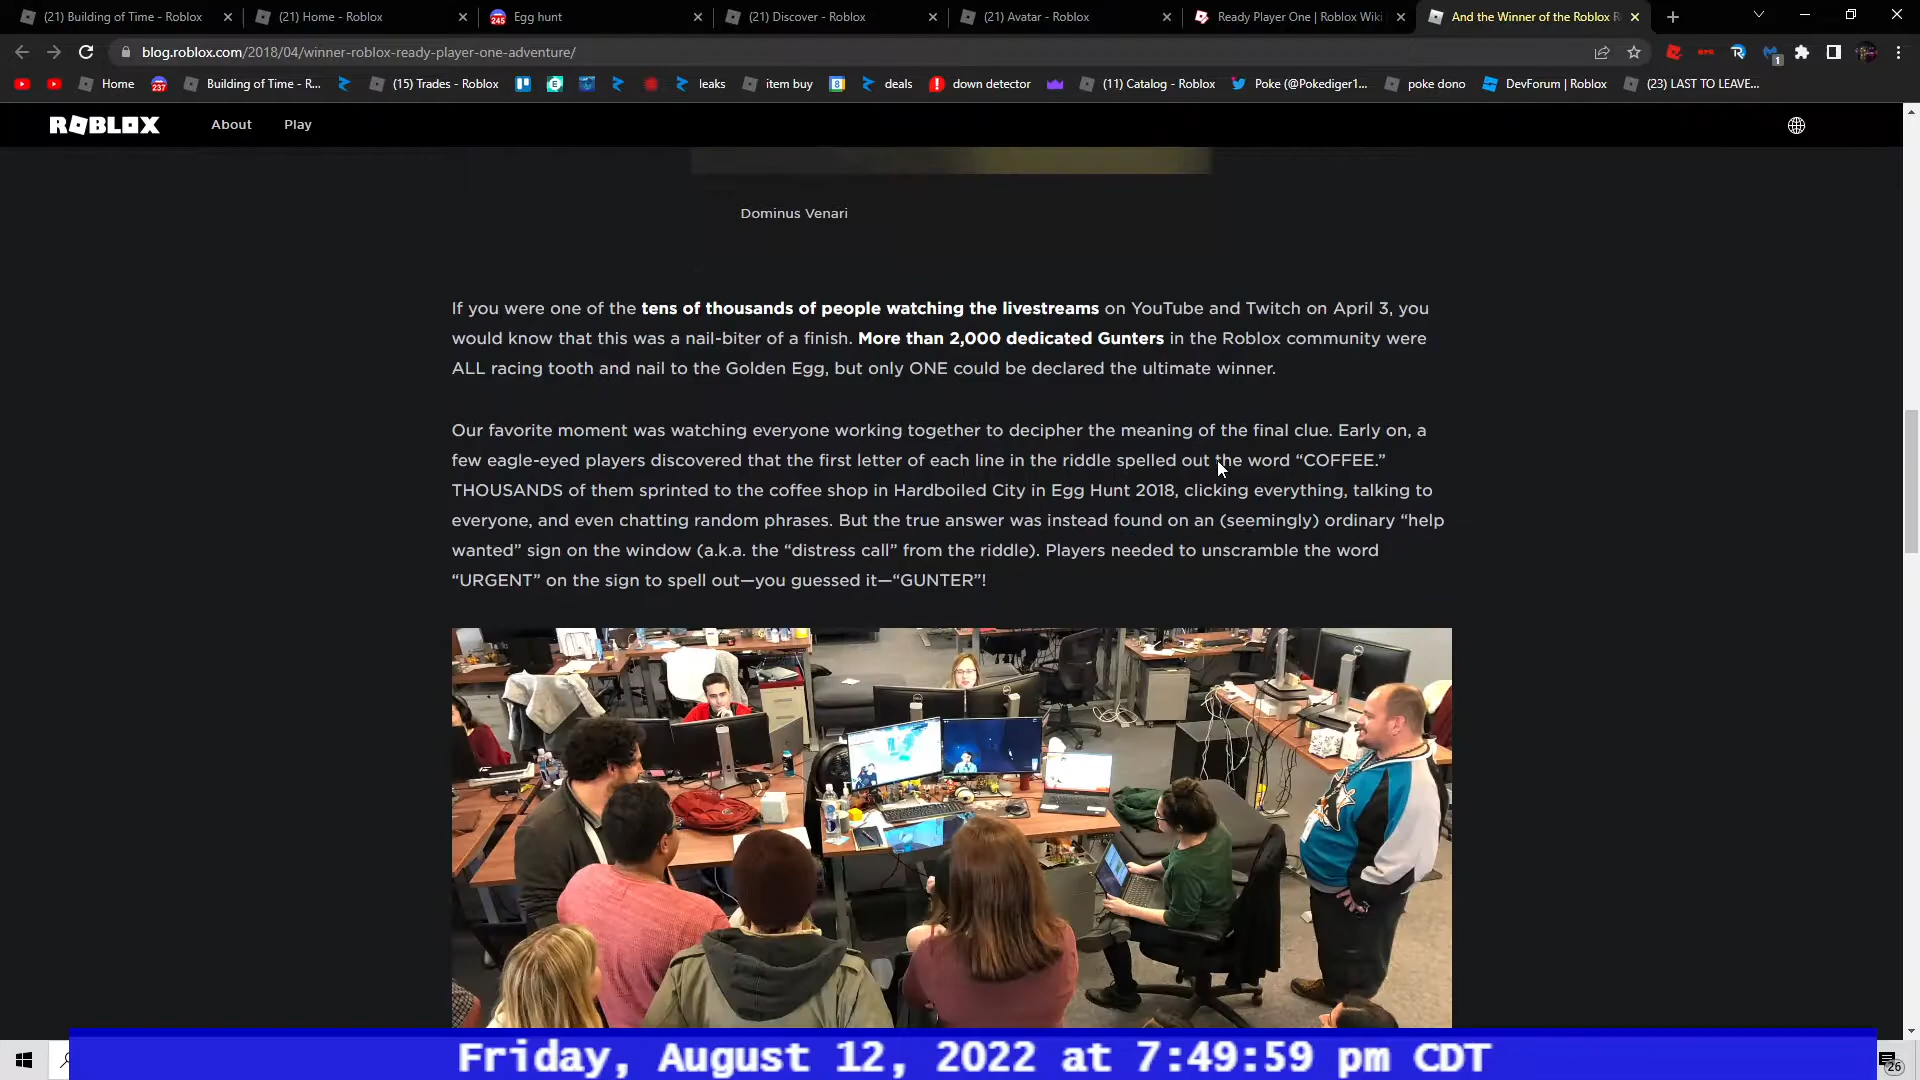 (21) Building of Time - Roblox
(21) Home - Roblox
245
Egg hunt
(21) Discover - Roblox
(21) Avatar - Roblox
Ready Player One | Roblox Wiki
And the Winner of the Roblox R
blog.roblox.com/2018/04/winner-roblox-ready-player-one-adventure/
1
Home
237
Building of Time - R...
(15) Trades - Roblox
leaks
item buy
deals
down detector
(11) Catalog - Roblox
Poke (@Pokediger1...
poke dono
DevForum | Roblox
(23) LAST TO LEAVE...
ROBLOX
About
Play
Dominus Venari
If you were one of the tens of thousands of people watching the livestreams on YouTube and Twitch on April 3, you
would know that this was a nail-biter of a finish. More than 2,000 dedicated Gunters in the Roblox community were
ALL racing tooth and nail to the Golden Egg, but only ONE could be declared the ultimate winner.
Our favorite moment was watching everyone working together to decipher the meaning of the final clue. Early on, a
few eagle-eyed players discovered that the first letter of each line in the riddle spelled out the word “COFFEE.”
THOUSANDS of them sprinted to the coffee shop in Hardboiled City in Egg Hunt 2018, clicking everything, talking to
everyone, and even chatting random phrases. But the true answer was instead found on an (seemingly) ordinary “help
wanted” sign on the window (a.k.a. the “distress call” from the riddle). Players needed to unscramble the word
“URGENT” on the sign to spell out—you guessed it—“GUNTER”!
Friday, August 12, 2022 at 7:49:59 pm CDT
26